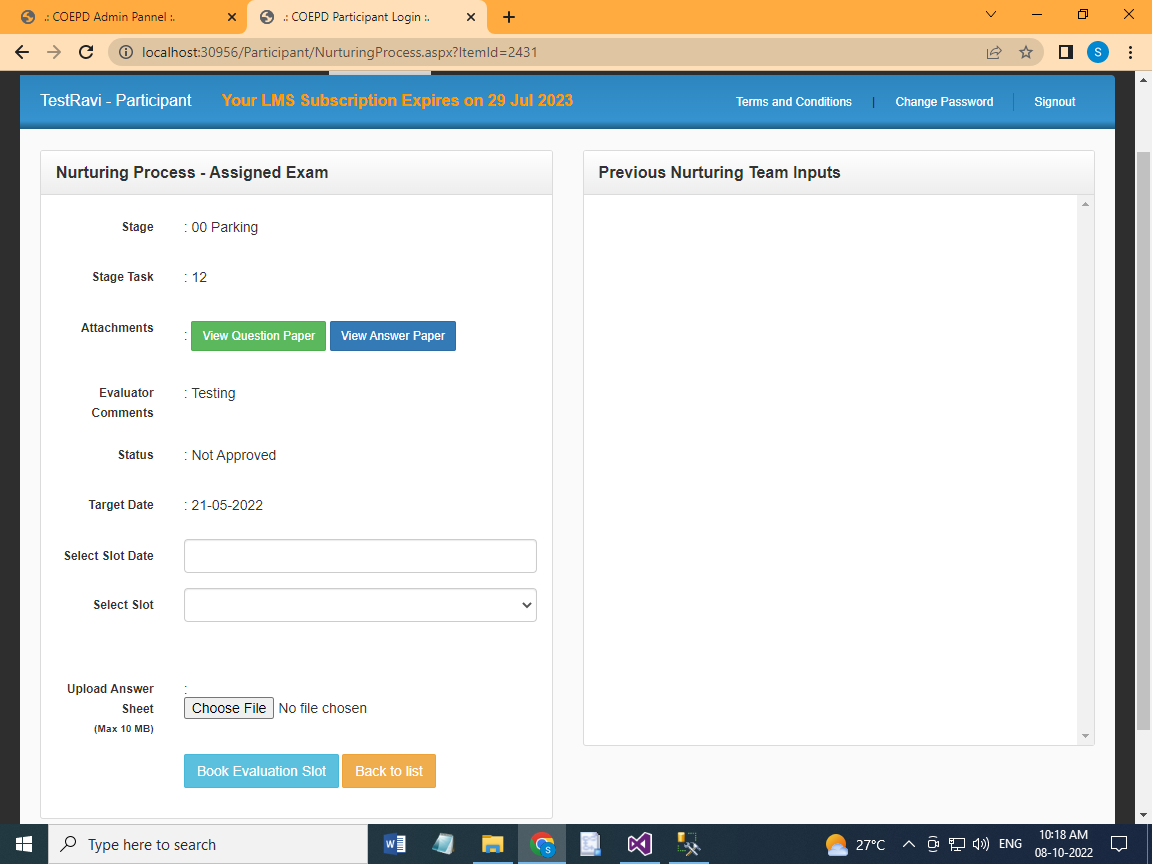 .: COEPD Admin Pannel :.
.: COEPD Participant Login :.
localhost:30956/Participant/NurturingProcess.aspx?ItemId=2431
S
TestRavi - Participant
Your LMS Subscription Expires on 29 Jul 2023
Terms and Conditions | Change Password
Signout
Nurturing Process - Assigned Exam
Stage : 00 Parking
Stage Task : 12
Attachments : View Question Paper View Answer Paper
Evaluator : Testing
Comments
Status : Not Approved
Target Date : 21-05-2022
Select Slot Date
Select Slot
Upload Answer :
Sheet Choose File No file chosen
(Max 10 MB)
Book Evaluation Slot Back to list
Previous Nurturing Team Inputs
Type here to search
S
27°C
ENG
10:18 AM
08-10-2022